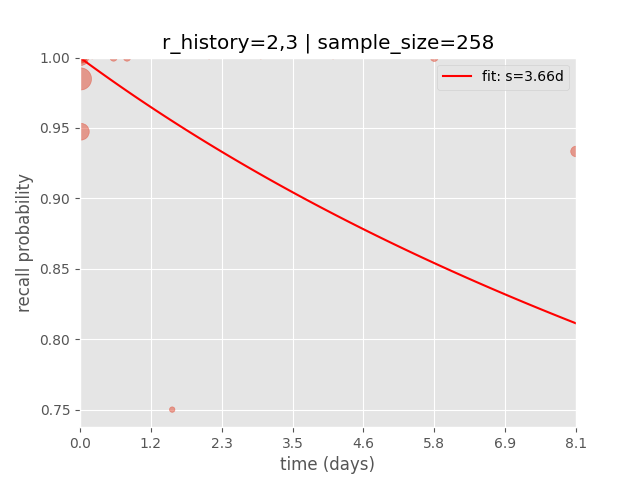 r_history=2,3 | sample_size=258
fit: s=3.66d
1.00
0.95
0.90
0.85
0.80
0.75
recall probability
0.0 1.2 2.3 3.5 4.6 5.8 6.9 8.1
time (days)